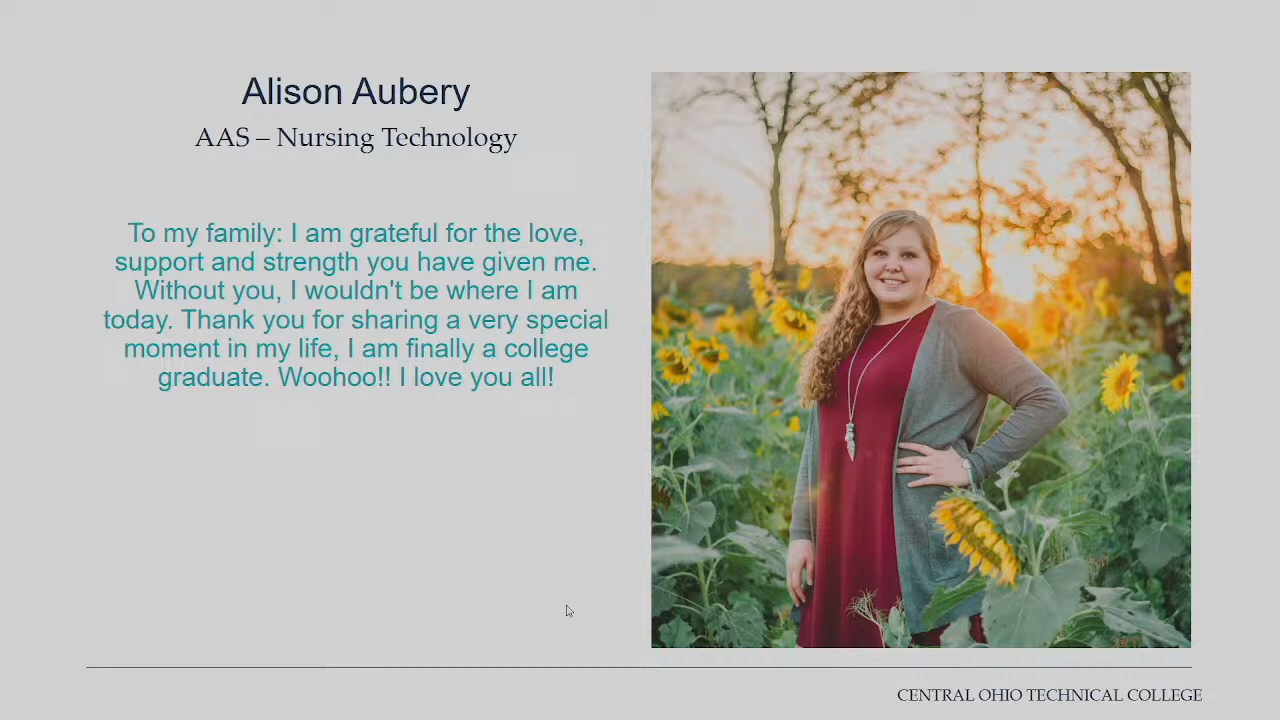 Alison Aubery
AAS – Nursing Technology
To my family: I am grateful for the love,
support and strength you have given me.
Without you, I wouldn't be where I am
today. Thank you for sharing a very special
moment in my life, I am finally a college
graduate. Woohoo!! I love you all!
CENTRAL OHIO TECHNICAL COLLEGE